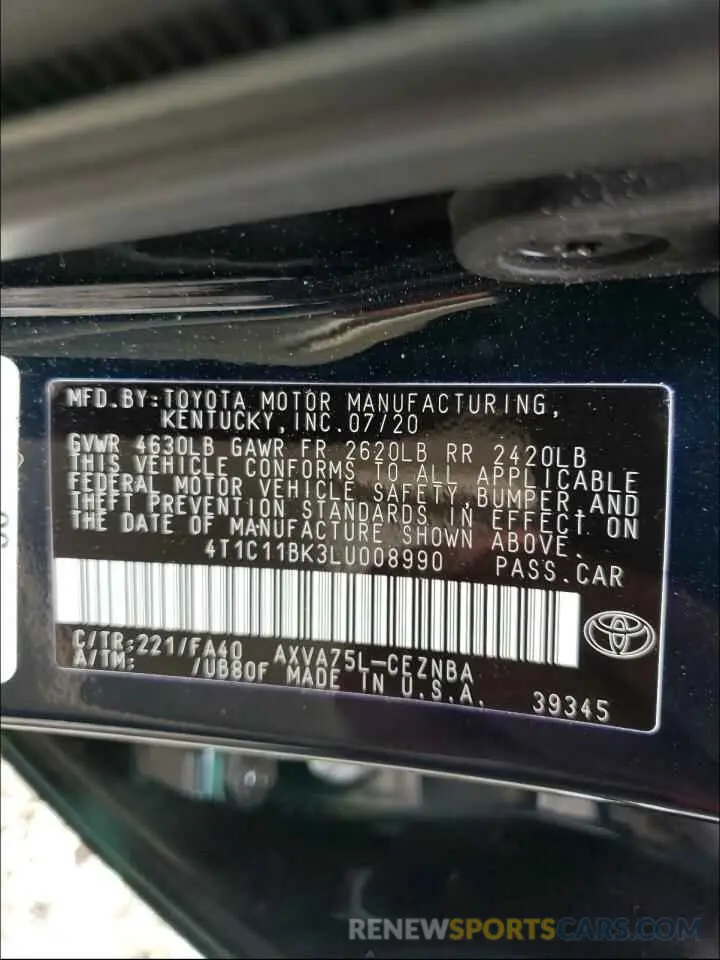 MFD.BY:TOYOTA MOTOR MANUFACTURING,
KENTUCKY,INC.07/20
GVWR 4630LB GAWR FR 2620LB RR 2420LB
THIS VEHICLE CONFORMS TO ALL APPLICABLE
FEDERAL MOTOR VEHICLE SAFETY,BUMPER,AND
THEFT PREVENTION STANDARDS IN EFFECT ON
THE DATE OF MANUFACTURE SHOWN ABOVE.
4T1C11BK3LU008990 PASS.CAR
C/TR:221/FA40 AXVA75L-CEZNBA
A/TM: /UB80F MADE IN U.S.A.
39345
RENEWSPORTSCARS.COM